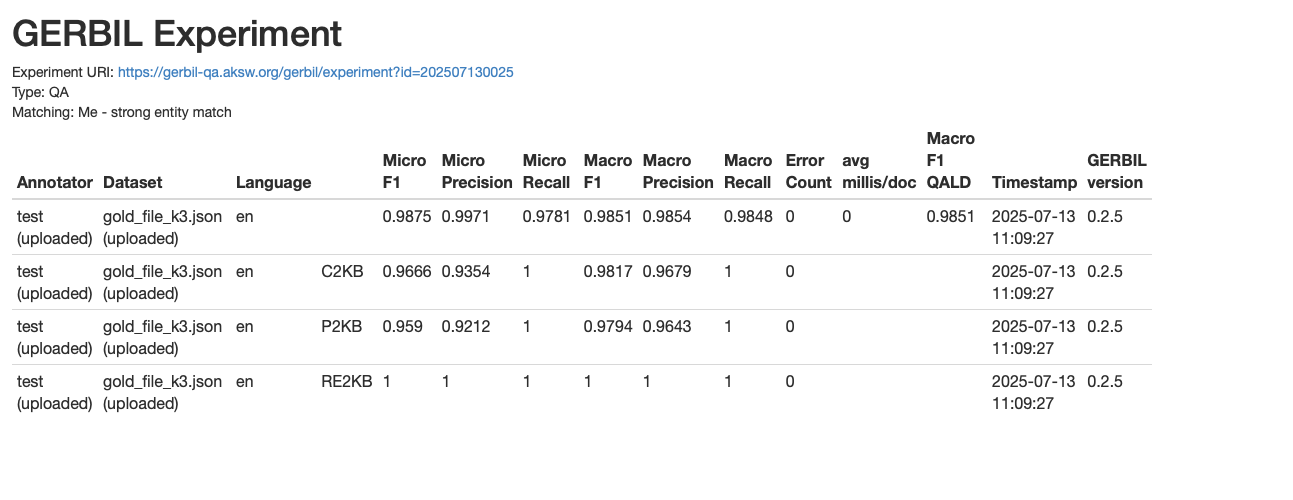 GERBIL Experiment
Experiment URI: https://gerbil-qa.aksw.org/gerbil/experiment?id=202507130025
Type: QA
Matching: Me - strong entity match
Annotator Dataset Language Micro F1 Micro Precision Micro Recall Macro F1 Macro Precision Macro Recall Error Count avg millis/doc Macro F1 QALD Timestamp GERBIL version
test (uploaded) gold_file_k3.json (uploaded) en 0.9875 0.9971 0.9781 0.9851 0.9854 0.9848 0 0 0.9851 2025-07-13 11:09:27 0.2.5
test (uploaded) gold_file_k3.json (uploaded) en C2KB 0.9666 0.9354 1 0.9817 0.9679 1 0 2025-07-13 11:09:27 0.2.5
test (uploaded) gold_file_k3.json (uploaded) en P2KB 0.959 0.9212 1 0.9794 0.9643 1 0 2025-07-13 11:09:27 0.2.5
test (uploaded) gold_file_k3.json (uploaded) en RE2KB 1 1 1 1 1 1 0 2025-07-13 11:09:27 0.2.5